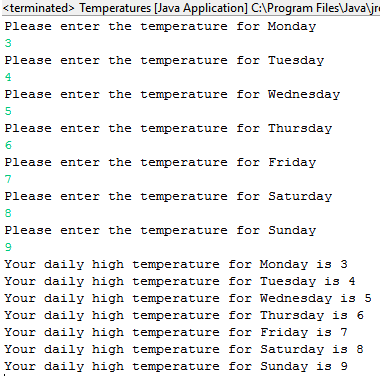 <terminated> Temperatures [Java Application] C:\Program Files\Java\jr
Please enter the temperature for Monday
3
Please enter the temperature for Tuesday
4
Please enter the temperature for Wednesday
5
Please enter the temperature for Thursday
6
Please enter the temperature for Friday
7
Please enter the temperature for Saturday
8
Please enter the temperature for Sunday
9
Your daily high temperature for Monday is 3
Your daily high temperature for Tuesday is 4
Your daily high temperature for Wednesday is 5
Your daily high temperature for Thursday is 6
Your daily high temperature for Friday is 7
Your daily high temperature for Saturday is 8
Your daily high temperature for Sunday is 9